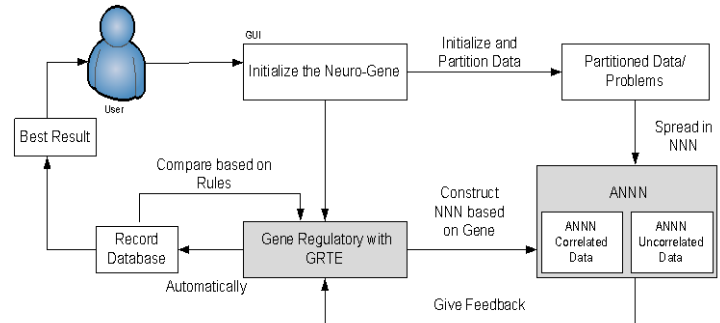 GUI
Initialize the Neuro-Gene
Initialize and
Partition Data
Partitioned Data/
Problems
User
Best Result
Spread in
NNN
Compare based on
Rules
Construct
NNN based
on Gene
ANNN
ANNN
Correlated
Data
ANNN
Uncorrelated
Data
Record
Database
Gene Regulatory with
GRTE
Automatically
Give Feedback